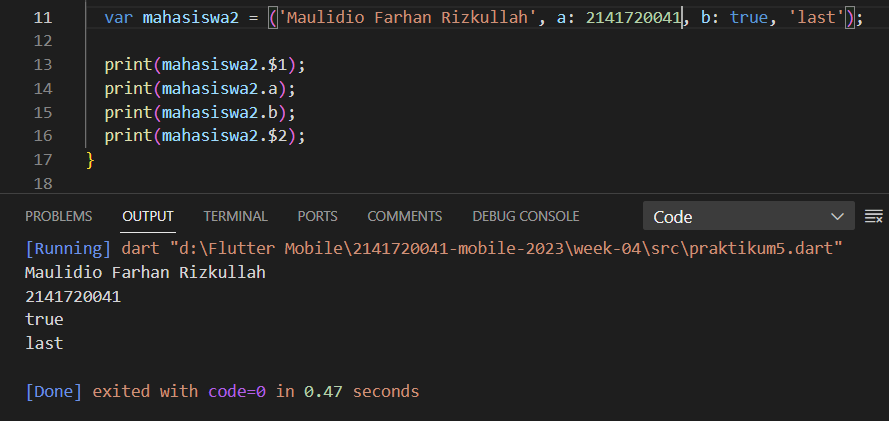 11 var mahasiswa2 = ('Maulidio Farhan Rizkullah', a: 2141720041, b: true, 'last');
12
13 print(mahasiswa2.$1);
14 print(mahasiswa2.a);
15 print(mahasiswa2.b);
16 print(mahasiswa2.$2);
17 }
18
PROBLEMS OUTPUT TERMINAL PORTS COMMENTS DEBUG CONSOLE Code
[Running] dart "d:\Flutter Mobile\2141720041-mobile-2023\week-04\src\praktikum5.dart"
Maulidio Farhan Rizkullah
2141720041
true
last
[Done] exited with code=0 in 0.47 seconds